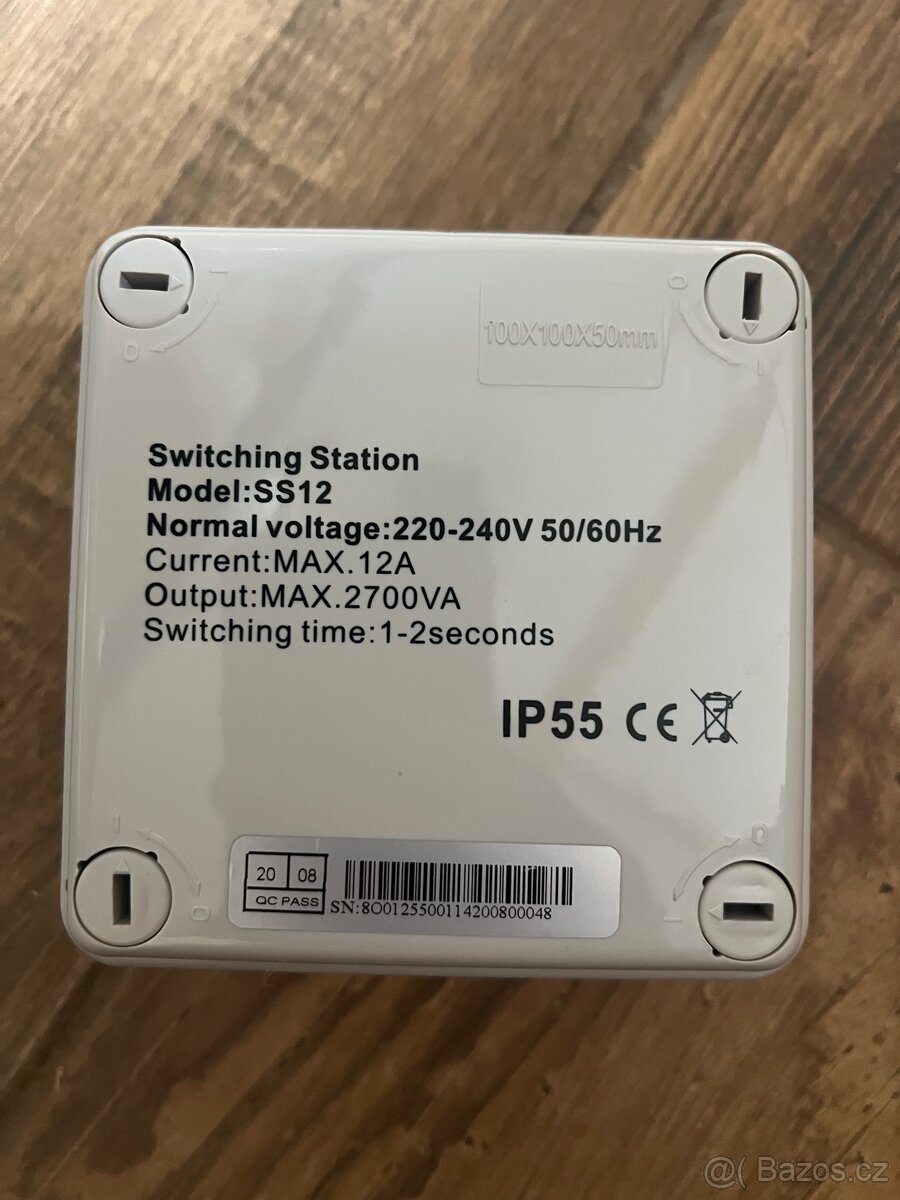 100X100X50mm
Switching Station
Model:SS12
Normal voltage:220-240V 50/60Hz
Current:MAX.12A
Output:MAX.2700VA
Switching time:1-2seconds
IP55 CE
20 08
QC PASS
SN:8O0125500114200800048
@( Bazos.cz